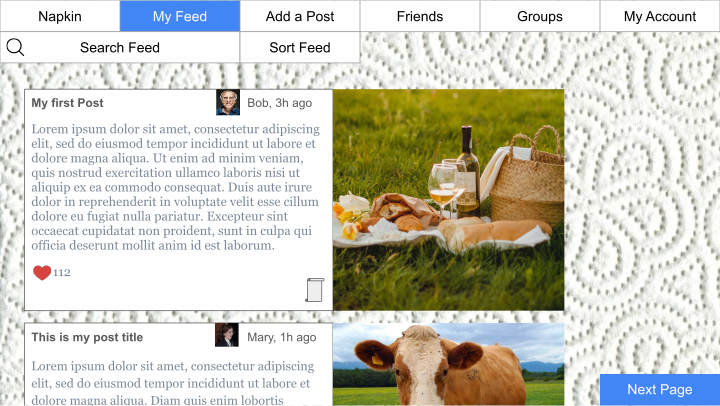 Napkin
My Feed
Add a Post
Friends
Groups
My Account
Search Feed
Sort Feed
My first Post
Bob, 3h ago
Lorem ipsum dolor sit amet, consectetur adipiscing
elit, sed do eiusmod tempor incididunt ut labore et
dolore magna aliqua. Ut enim ad minim veniam,
quis nostrud exercitation ullamco laboris nisi ut
aliquip ex ea commodo consequat. Duis aute irure
dolor in reprehenderit in voluptate velit esse cillum
dolore eu fugiat nulla pariatur. Excepteur sint
occaecat cupidatat non proident, sunt in culpa qui
officia deserunt mollit anim id est laborum.
112
This is my post title
Mary, 1h ago
Lorem ipsum dolor sit amet, consectetur adipiscing
elit, sed do eiusmod tempor incididunt ut labore et
dolore magna aliqua. Diam quis enim lobortis
Next Page